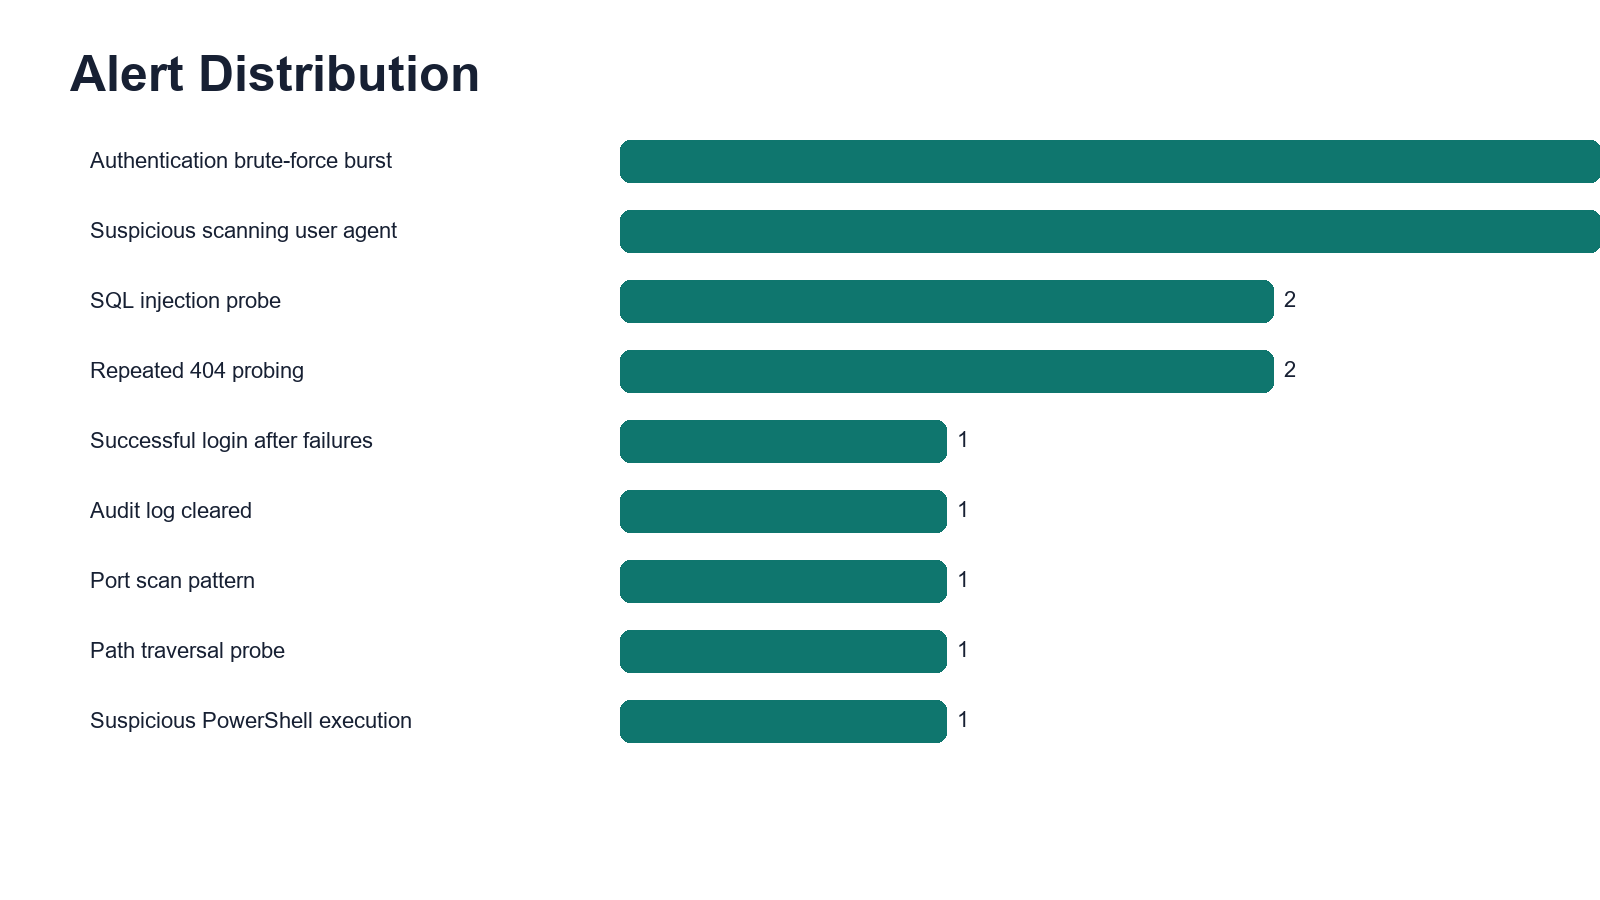 Alert Distribution
Authentication brute-force burst
Suspicious scanning user agent
SQL injection probe 2
Repeated 404 probing 2
Successful login after failures 1
Audit log cleared 1
Port scan pattern 1
Path traversal probe 1
Suspicious PowerShell execution 1